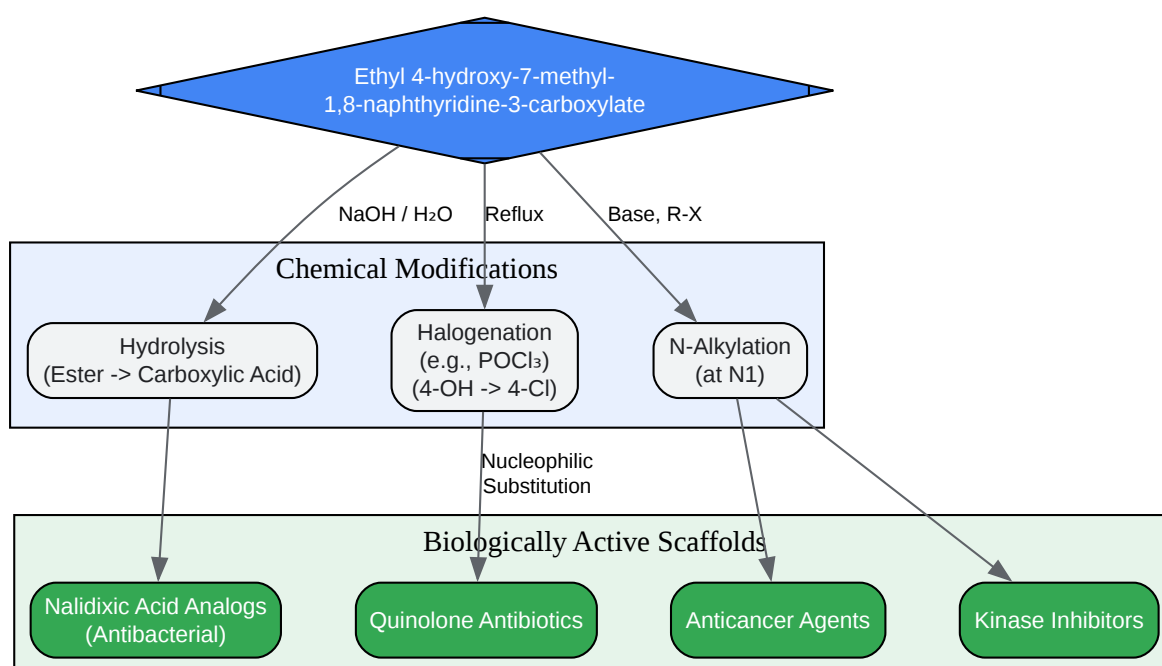 Ethyl 4-hydroxy-7-methyl-
1,8-naphthyridine-3-carboxylate
NaOH / H₂O
Reflux
Base, R-X
Chemical Modifications
Hydrolysis
(Ester -> Carboxylic Acid)
Halogenation
(e.g., POCl₃)
(4-OH -> 4-Cl)
N-Alkylation
(at N1)
Nucleophilic
Substitution
Biologically Active Scaffolds
Nalidixic Acid Analogs
(Antibacterial)
Quinolone Antibiotics
Anticancer Agents
Kinase Inhibitors